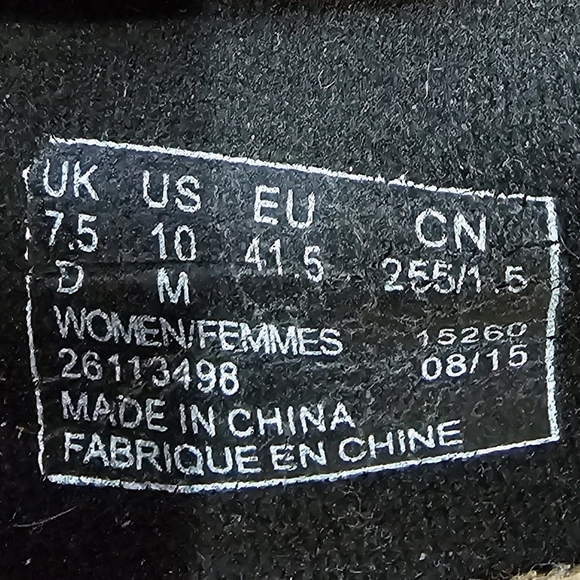 UK US EU CN
7.5 10 41.5 255/1.5
D M
WOMEN/FEMMES 15260
26113498 08/15
MADE IN CHINA
FABRIQUE EN CHINE